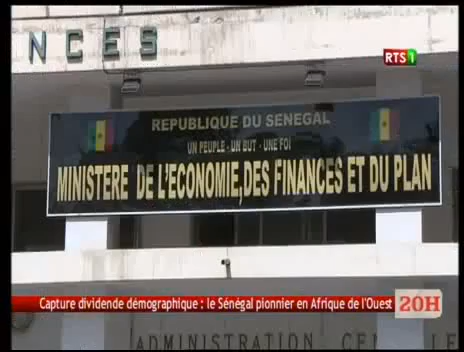 NCES
RTS1
REPUBLIQUE DU SENEGAL
UN PEUPLE - UN BUT - UNE FOI
MINISTERE DE L'ECONOMIE, DES FINANCES ET DU PLAN
Capture dividende démographique : le Sénégal pionnier en Afrique de l'Ouest
20H
ADMINISTRATION